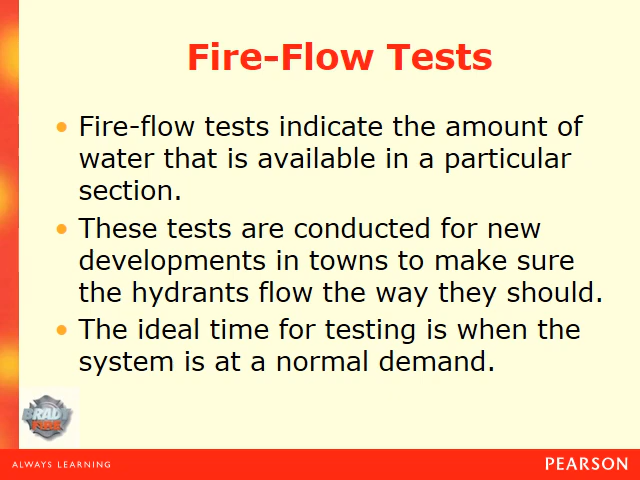 Fire-Flow Tests
• Fire-flow tests indicate the amount of
water that is available in a particular
section.
• These tests are conducted for new
developments in towns to make sure
the hydrants flow the way they should.
• The ideal time for testing is when the
system is at a normal demand.
BRADY
FIRE
ALWAYS LEARNING
PEARSON